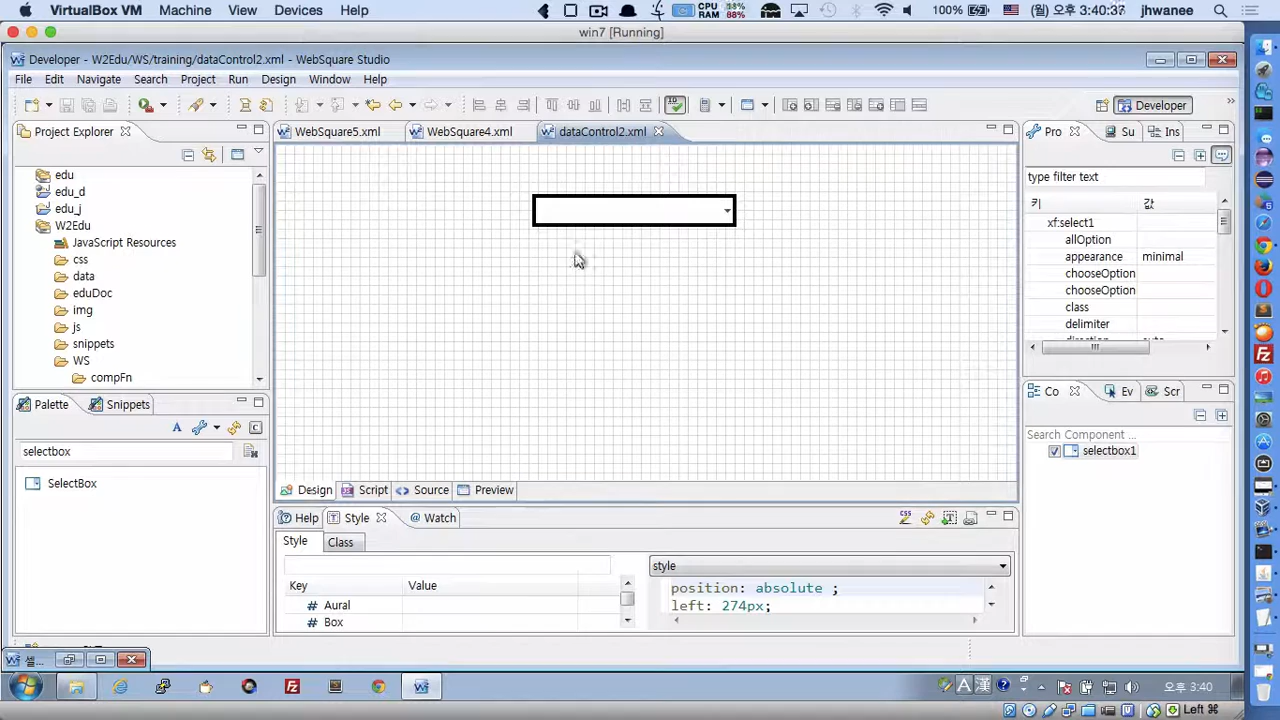 VirtualBox VM Machine View Devices Help CPU 18% RAM 88% 100% (월) 오후 3:40:37 jhwanee
win7 [Running]
Developer - W2Edu/WS/training/dataControl2.xml - WebSquare Studio
File Edit Navigate Search Project Run Design Window Help
Developer
Project Explorer
WebSquare5.xml WebSquare4.xml dataControl2.xml
Pro Su Ins
edu
edu_d
edu_j
W2Edu
JavaScript Resources
css
data
eduDoc
img
js
snippets
WS
compFn
type filter text
키 값
xf:select1
allOption
appearance minimal
chooseOption
chooseOption
class
delimiter
Palette Snippets
selectbox
SelectBox
Design Script Source Preview
Co Ev Scr
Search Component ...
selectbox1
Help Style Watch
Style Class
Key Value
Aural
Box
style
position: absolute ;
left: 274px;
오후 3:40
Left ⌘